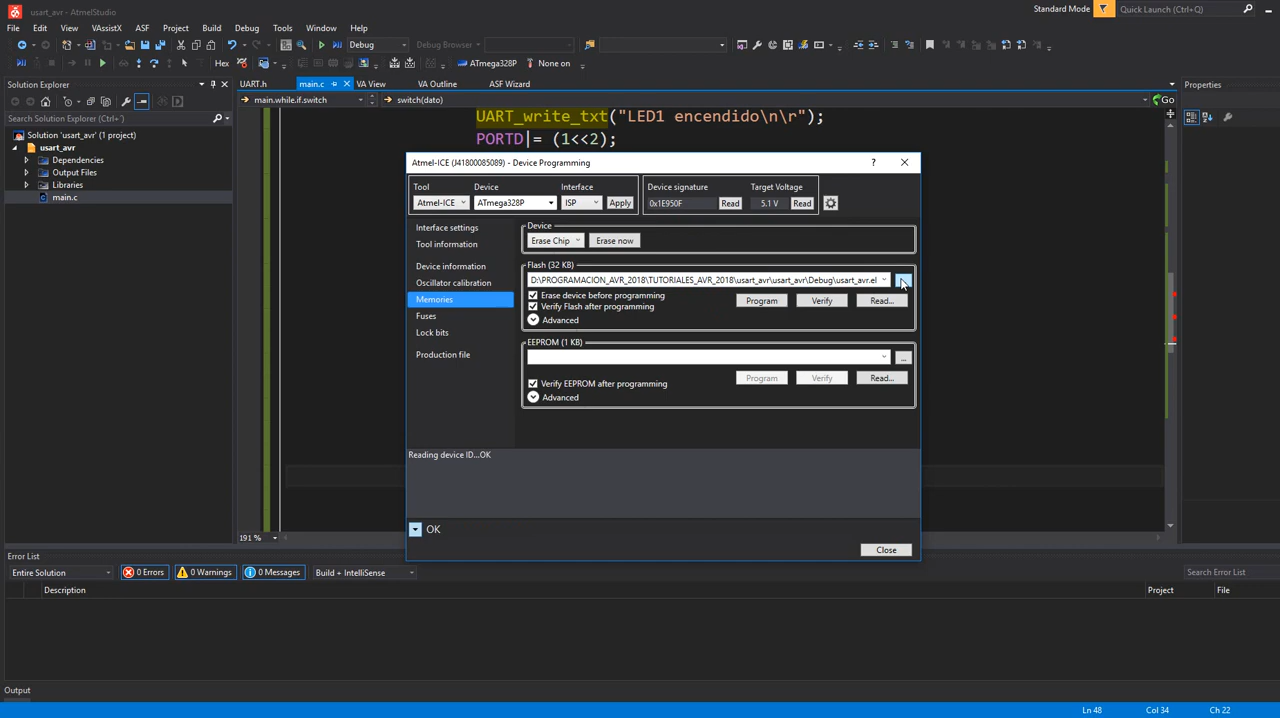 usart_avr - AtmelStudio
Standard Mode
Quick Launch (Ctrl+Q)
File Edit View VAssistX ASF Project Build Debug Tools Window Help
Debug
Debug Browser
Hex
ATmega328P
None on
Solution Explorer
UART.h
main.c
VA View
VA Outline
ASF Wizard
Properties
main.while.if.switch
switch(dato)
Go
Search Solution Explorer (Ctrl+')
Solution 'usart_avr' (1 project)
usart_avr
Dependencies
Output Files
Libraries
main.c
UART_write_txt("LED1 encendido\n\r");
PORTD|= (1<<2);
Atmel-ICE (J41800085089) - Device Programming
Tool
Device
Interface
Device signature
Target Voltage
Atmel-ICE
ATmega328P
ISP
Apply
0x1E950F
Read
5.1 V
Read
Interface settings
Tool information
Device information
Oscillator calibration
Memories
Fuses
Lock bits
Production file
Device
Erase Chip
Erase now
Flash (32 KB)
D:\PROGRAMACION_AVR_2018\TUTORIALES_AVR_2018\usart_avr\usart_avr\Debug\usart_avr.el
Erase device before programming
Verify Flash after programming
Program
Verify
Read...
Advanced
EEPROM (1 KB)
...
Verify EEPROM after programming
Program
Verify
Read...
Advanced
Reading device ID...OK
OK
Close
191 %
Error List
Entire Solution
0 Errors
0 Warnings
0 Messages
Build + IntelliSense
Search Error List
Description
Project
File
Output
Ln 48
Col 34
Ch 22